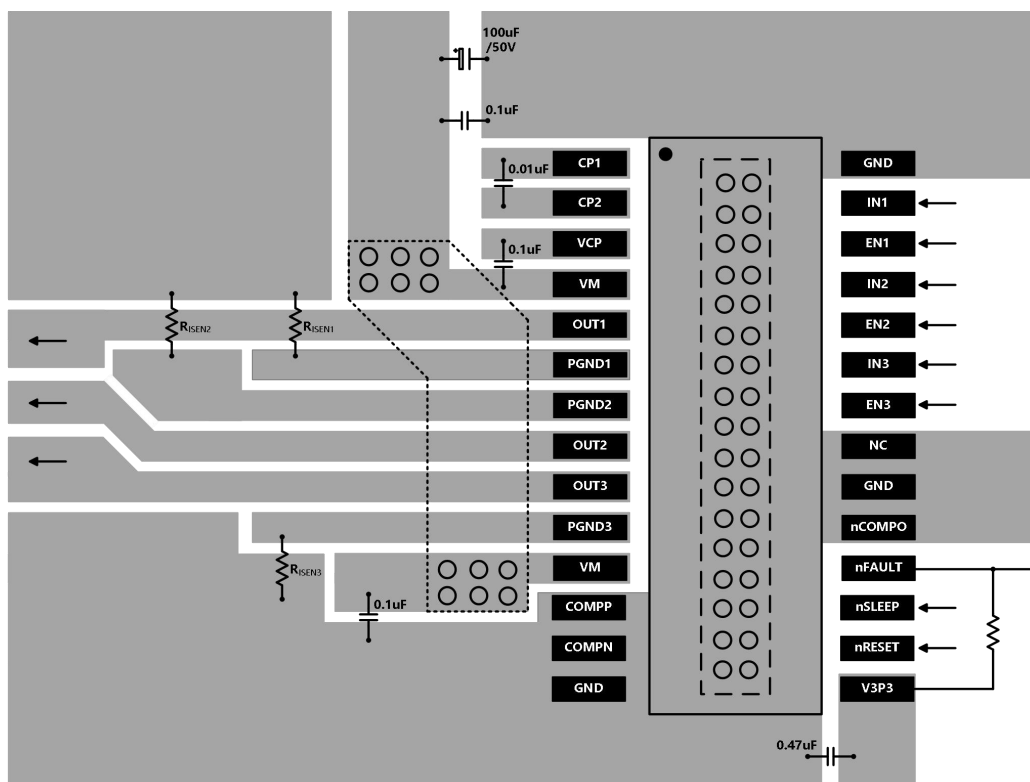 100uF
/50V
0.1uF
CP1
0.01uF
CP2
VCP
0.1uF
VM
OUT1
RISEN2
RISEN1
PGND1
PGND2
OUT2
OUT3
PGND3
RISEN3
VM
0.1uF
COMPP
COMPN
GND
GND
IN1
EN1
IN2
EN2
IN3
EN3
NC
GND
nCOMPO
nFAULT
nSLEEP
nRESET
V3P3
0.47uF